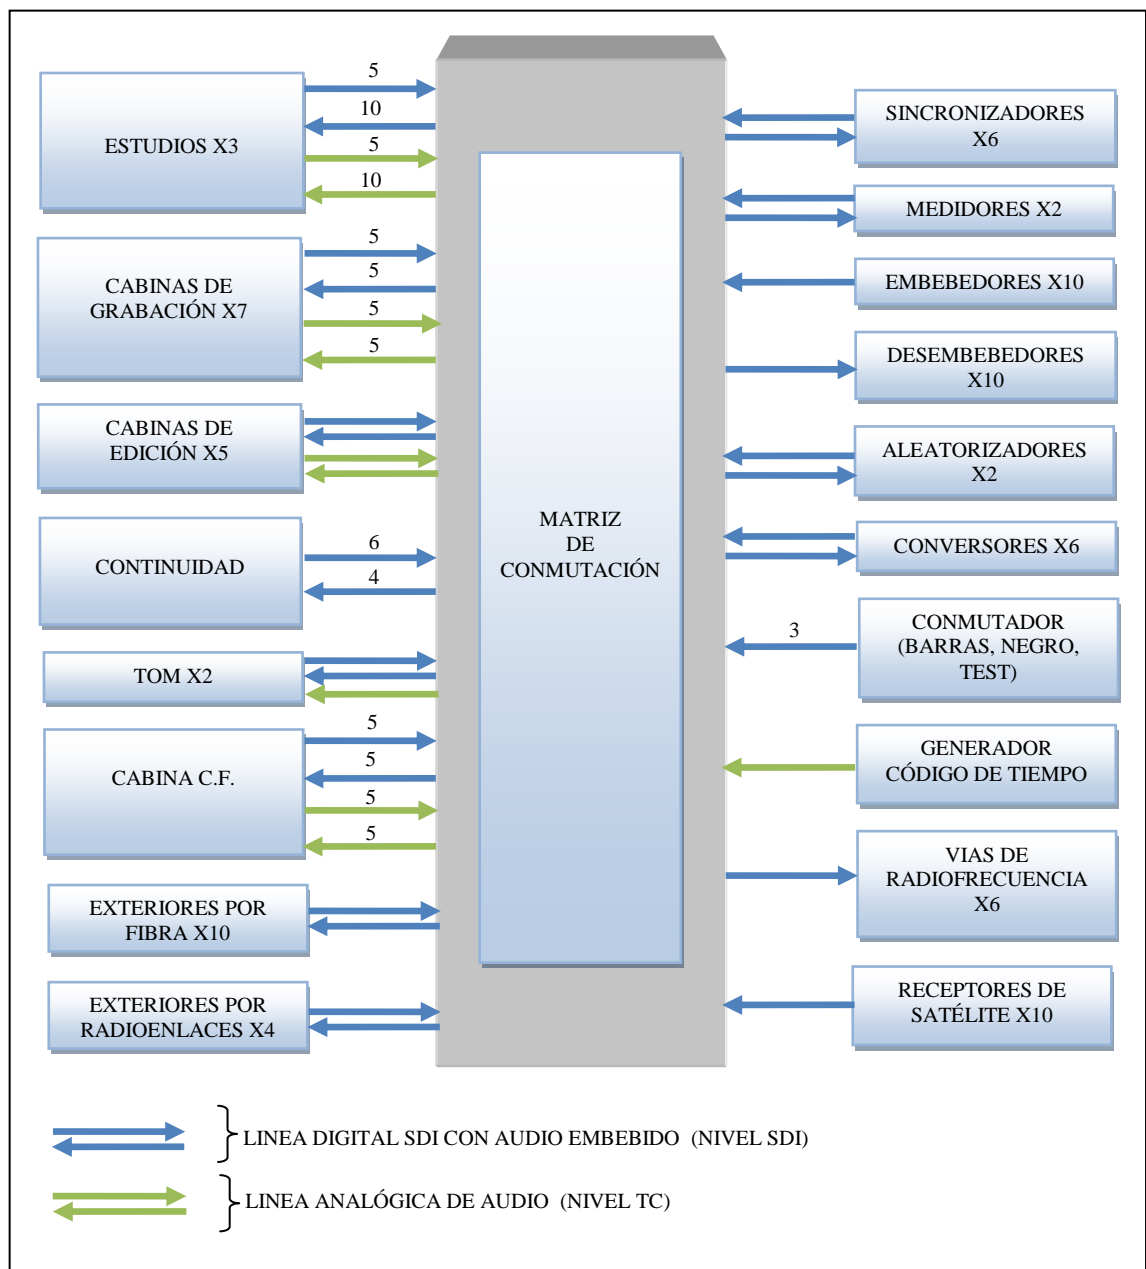 5
10
ESTUDIOS X3
5
10
5
5
CABINAS DE
GRABACIÓN X7
5
5
CABINAS DE
EDICIÓN X5
6
CONTINUIDAD
4
TOM X2
5
5
CABINA C.F.
5
5
EXTERIORES POR
FIBRA X10
EXTERIORES POR
RADIOENLACES X4
MATRIZ
DE
CONMUTACIÓN
SINCRONIZADORES
X6
MEDIDORES X2
EMBEBEDORES X10
DESEMBEBEDORES
X10
ALEATORIZADORES
X2
CONVERSORES X6
3
CONMUTADOR
(BARRAS, NEGRO,
TEST)
GENERADOR
CÓDIGO DE TIEMPO
VIAS DE
RADIOFRECUENCIA
X6
RECEPTORES DE
SATÉLITE X10
LINEA DIGITAL SDI CON AUDIO EMBEBIDO (NIVEL SDI)
LINEA ANALÓGICA DE AUDIO (NIVEL TC)